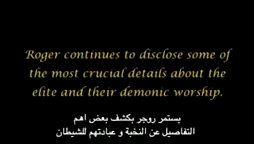 Roger continues to disclose some of
the most crucial details about the
elite and their demonic worship.
يستمر روجر بكشف بعض اهم
التفاصيل عن النخبة و عبادتهم للشيطان